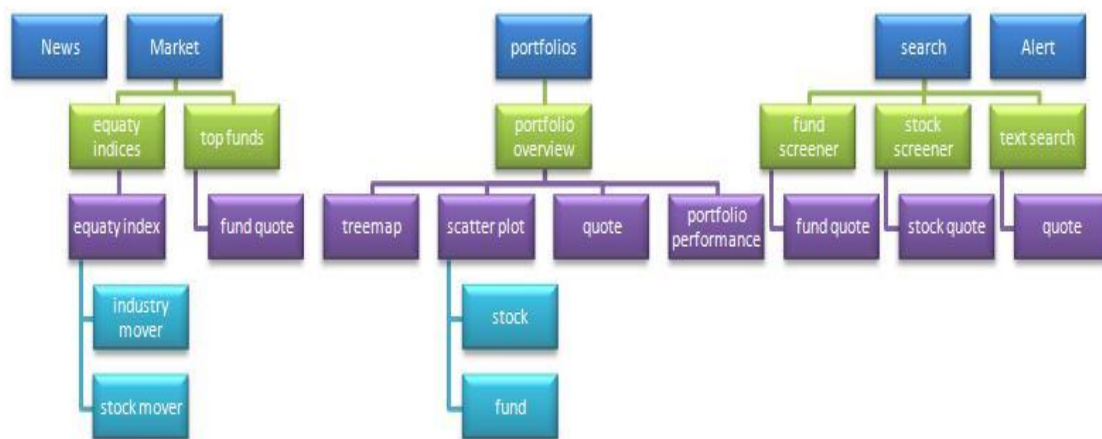 News
Market
portfolios
search
Alert
equaty
indices
top funds
portfolio
overview
fund
screener
stock
screener
text search
equaty index
fund quote
treemap
scatter plot
quote
portfolio
performance
fund quote
stock quote
quote
industry
mover
stock
stock mover
fund